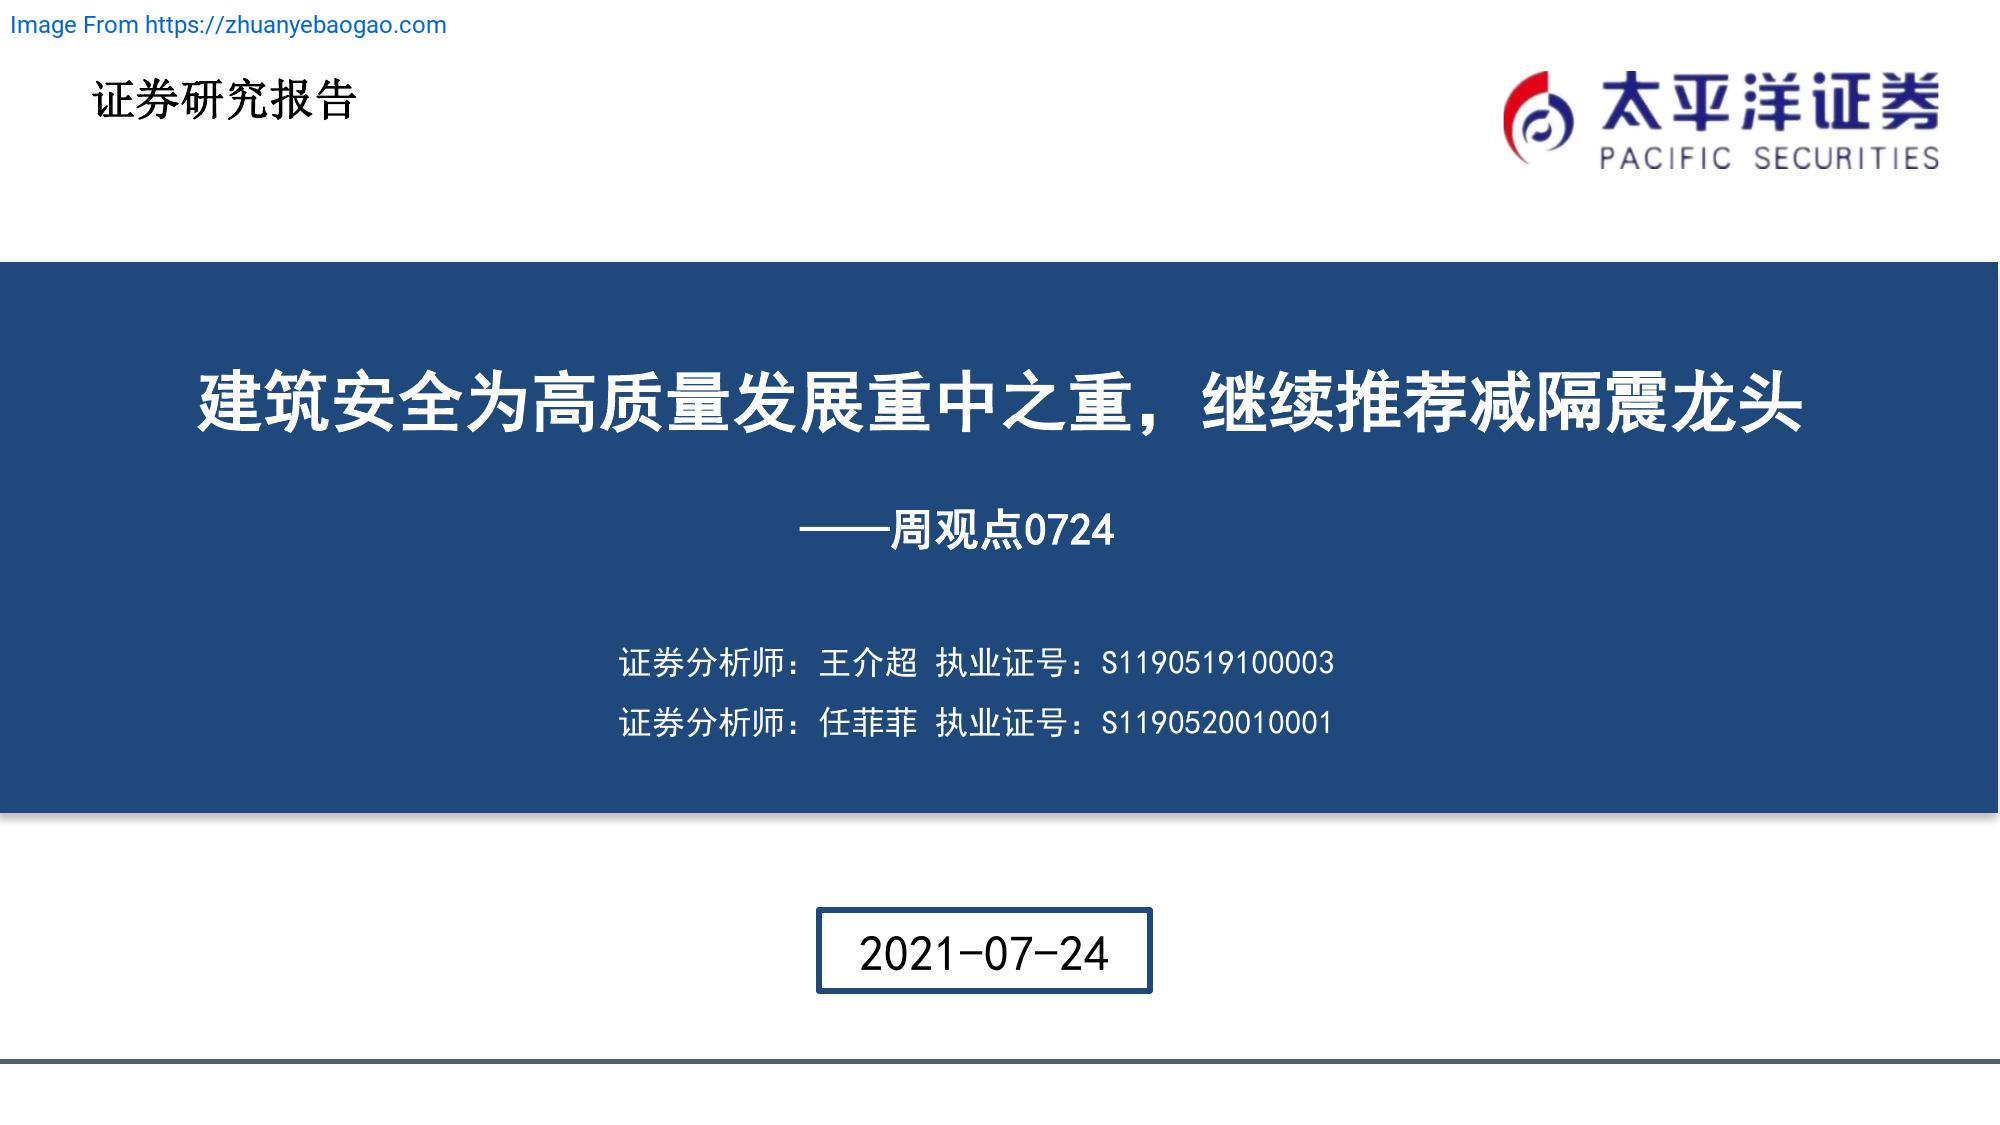 Image From https://zhuanyebaogao.com
证券研究报告
太平洋证券
PACIFIC SECURITIES
建筑安全为高质量发展重中之重，继续推荐减隔震龙头
——周观点0724
证券分析师：王介超 执业证号：S1190519100003
证券分析师：任菲菲 执业证号：S1190520010001
2021-07-24